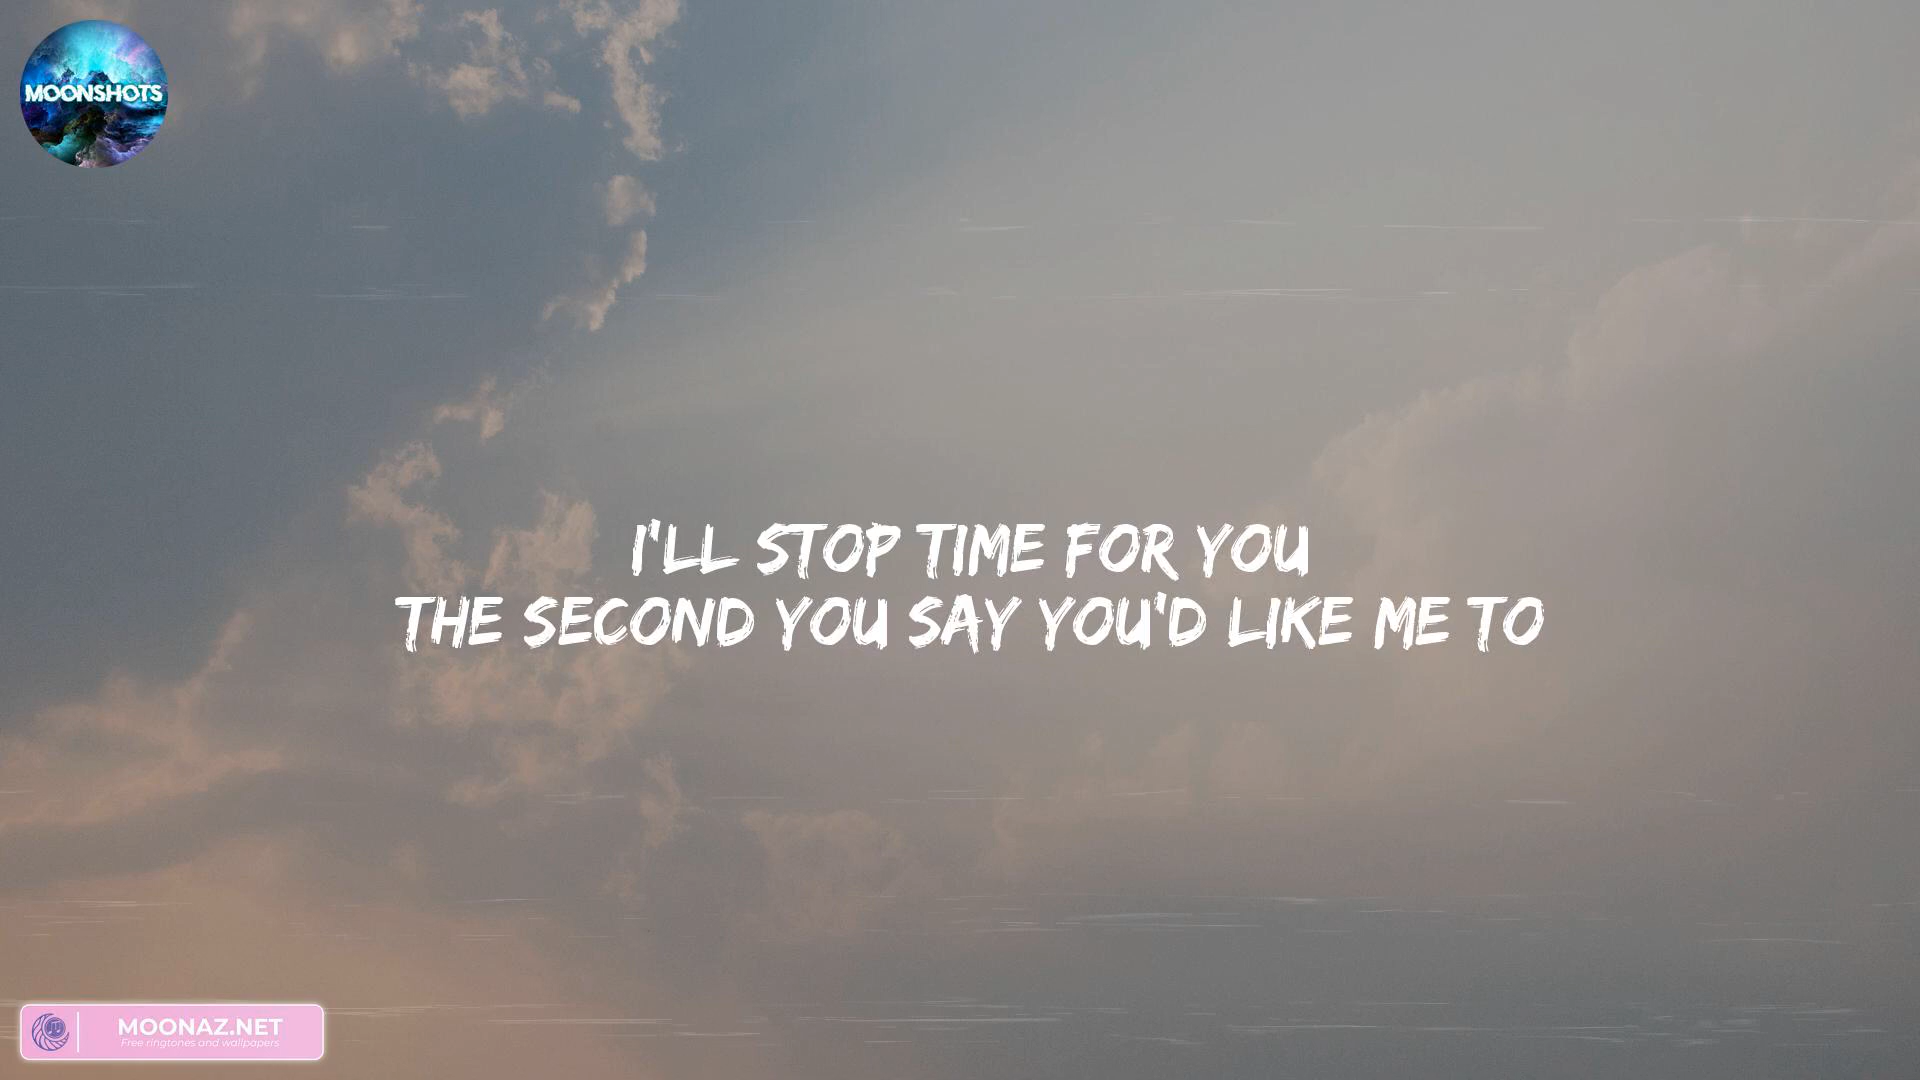 MOONSHOTS
I'LL STOP TIME FOR YOU
THE SECOND YOU SAY YOU'D LIKE ME TO
MOONAZ.NET
Free ringtones and wallpapers